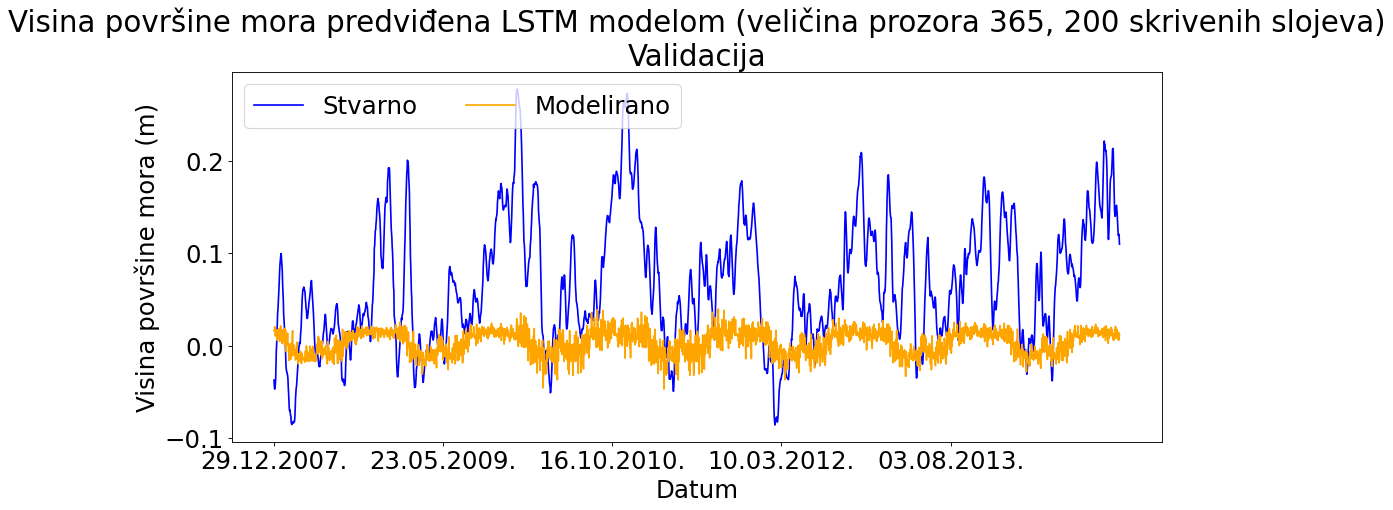 Visina površine mora predviđena LSTM modelom (veličina prozora 365, 200 skrivenih slojeva)
Validacija
Stvarno
Modelirano
Visina površine mora (m)
0.2
0.1
0.0
−0.1
29.12.2007.
23.05.2009.
16.10.2010.
10.03.2012.
03.08.2013.
Datum